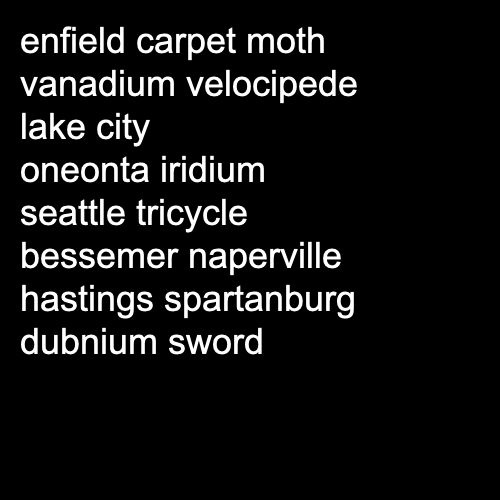 enfield carpet moth
vanadium velocipede
lake city
oneonta iridium
seattle tricycle
bessemer naperville
hastings spartanburg
dubnium sword